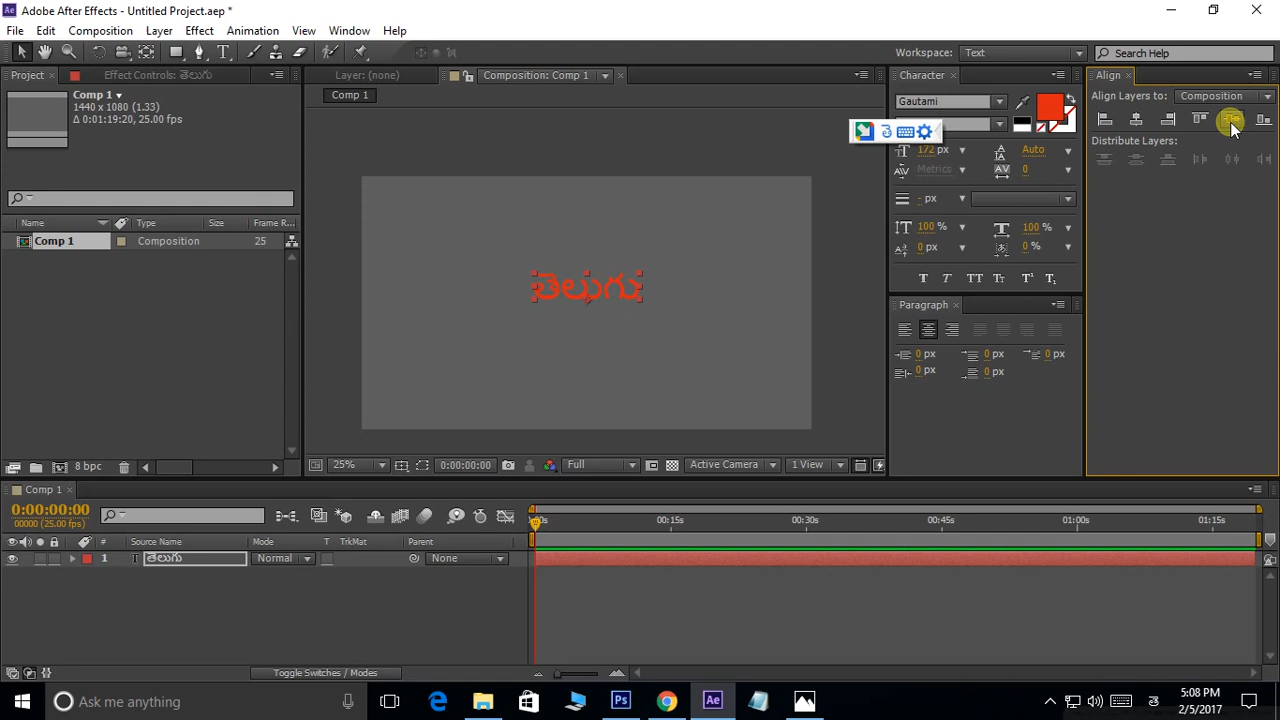 Adobe After Effects - Untitled Project.aep *
File Edit Composition Layer Effect Animation View Window Help
Workspace: Text Search Help
Project Effect Controls: తెలుగు Layer: (none) Composition: Comp 1 Character Align
Comp 1
1440 x 1080 (1.33)
Δ 0:01:19:20, 25.00 fps
Comp 1
Gautami
Align Layers to: Composition
Distribute Layers:
172 px Auto
Metrics 0
- px
100 % 100 %
0 px 0 %
T T TT Tt T¹ T₁
Paragraph
0 px 0 px 0 px
0 px 0 px
Name Type Size Frame R...
Comp 1 Composition 25
తెలుగు
8 bpc
25% 0:00:00:00 Full Active Camera 1 View
Comp 1
0:00:00:00
00000 (25.00 fps)
:00s 00:15s 00:30s 00:45s 01:00s 01:15s
# Source Name Mode T TrkMat Parent
1 T తెలుగు Normal None
Toggle Switches / Modes
Ask me anything
5:08 PM
2/5/2017